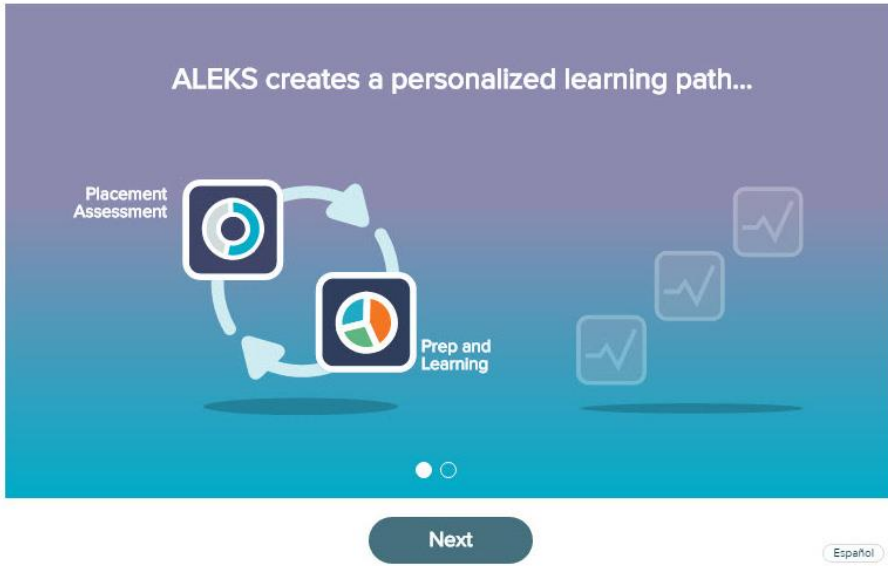 ALEKS creates a personalized learning path...
Placement
Assessment
Prep and
Learning
Next
Español